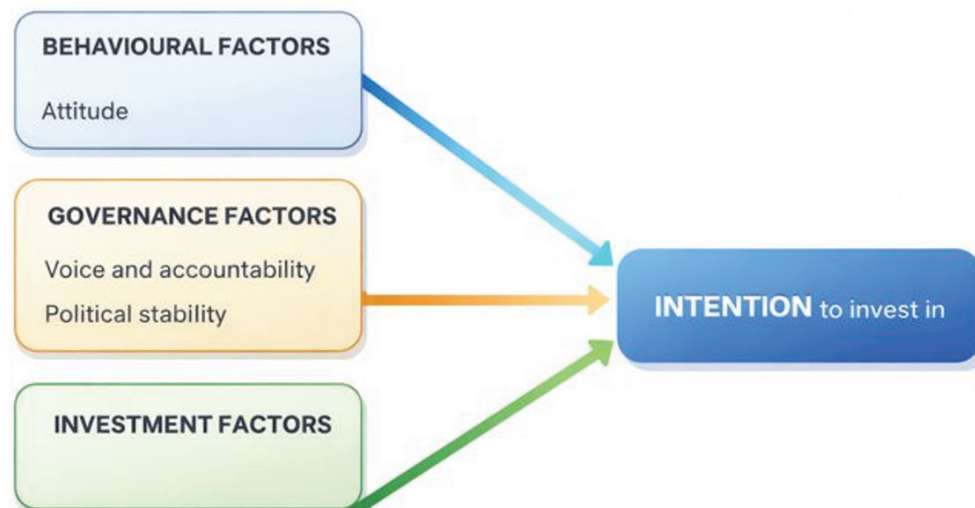 BEHAVIOURAL FACTORS
Attitude
GOVERNANCE FACTORS
Voice and accountability
Political stability
INVESTMENT FACTORS
INTENTION to invest in